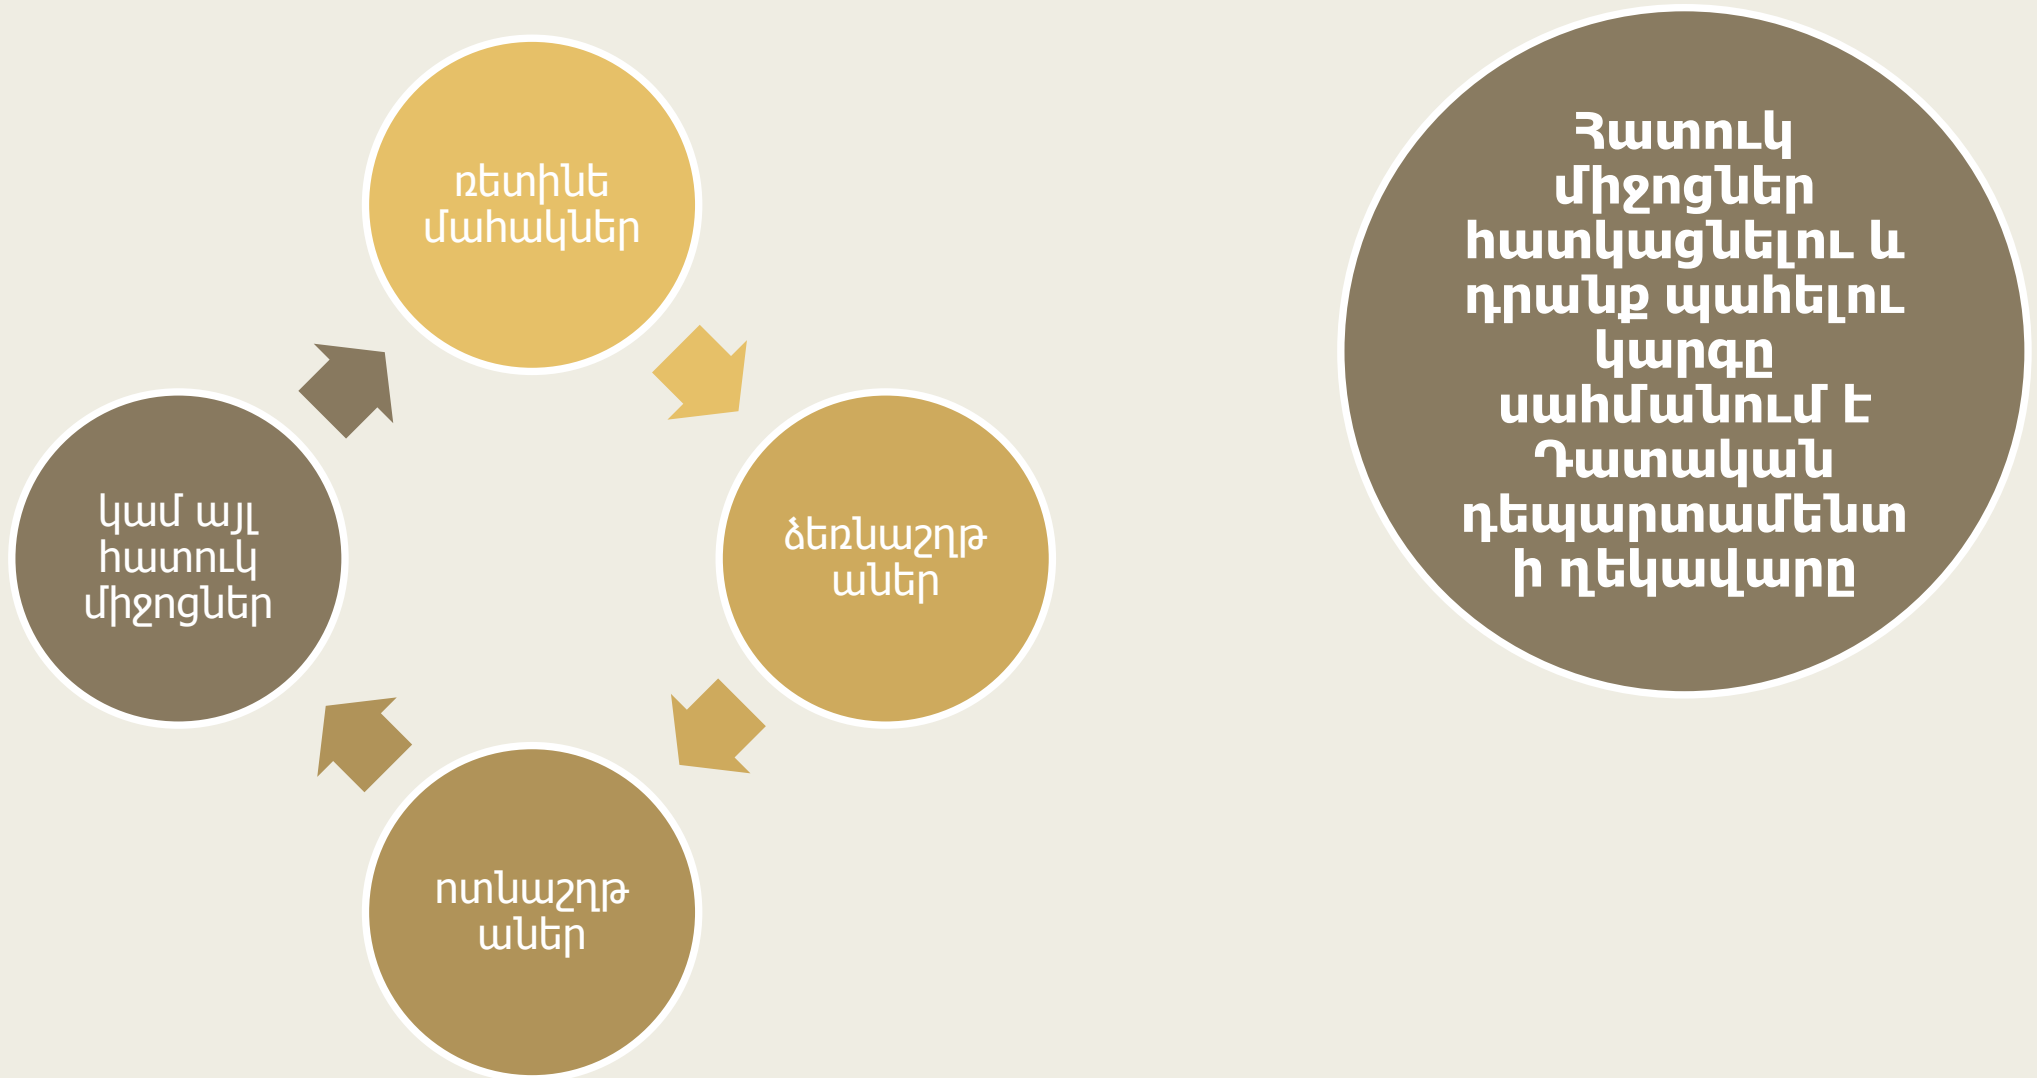 ռետինե
մահակներ
ձեռնաշղթ
աներ
ոտնաշղթ
աներ
կամ այլ
հատուկ
միջոցներ
Հատուկ
միջոցներ
հատկացնելու և
դրանք պահելու
կարգը
սահմանում է
Դատական
դեպարտամենտ
ի ղեկավարը